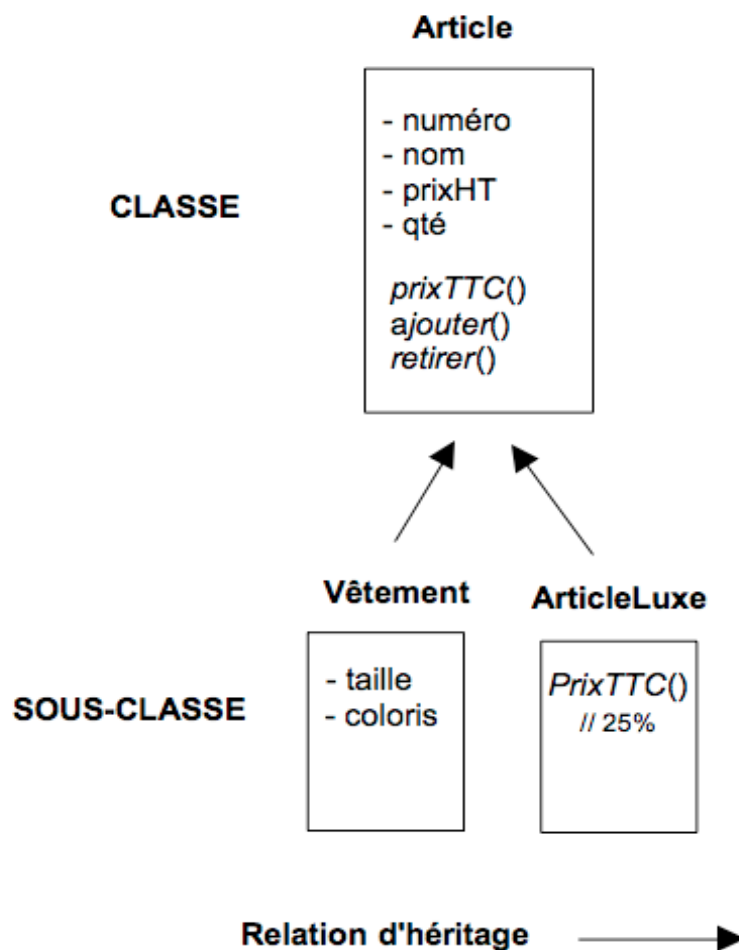 Article
- numéro
- nom
- prixHT
- qté
CLASSE
prixTTC()
ajouter()
retirer()
Vêtement
ArticleLuxe
- taille
- coloris
PrixTTC()
// 25%
SOUS-CLASSE
Relation d'héritage